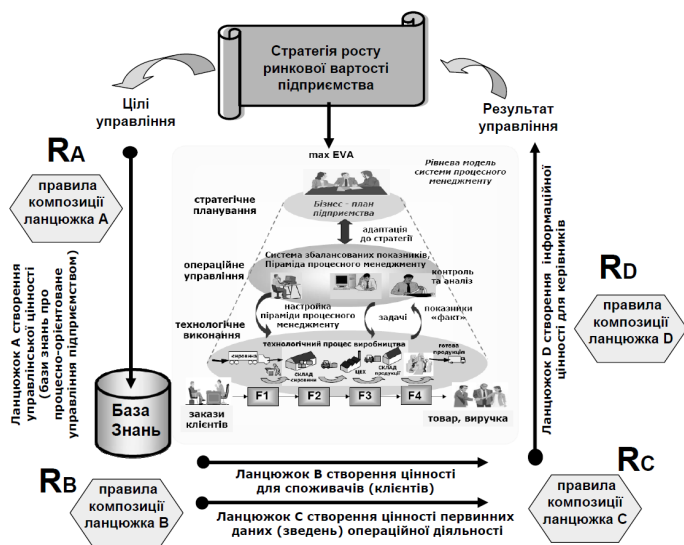 Стратегія росту
ринкової вартості
підприємства
Цілі
управління
Результат
управління
RA
правила
композиції
ланцюжка А
Ланцюжок А створення
управлінської цінності
(бази знань про
процесно-орієнтоване
управління підприємством)
База
Знань
max EVA
Рівнева модель
системи процесного
менеджменту
стратегічне
планування
Бізнес – план
підприємства
адаптація
до стратегії
операційне
управління
Система збалансованих показників,
Піраміда процесного менеджменту
контроль
та аналіз
настройка
піраміди процесного
менеджменту
задачі
показники
«факт»
технологічне
виконання
технологічний процес виробництва
сировина
СКЛАД
сировини
ЦЕХ
СКЛАД
продукції
готова
продукція
закази
клієнтів
F1
F2
F3
F4
товар, виручка
Ланцюжок D створення  інформаційної
цінності для керівників
RD
правила
композиції
ланцюжка D
RB
правила
композиції
ланцюжка В
Ланцюжок В створення цінності
для споживачів (клієнтів)
Ланцюжок С створення цінності первинних
даних (зведень) операційної діяльності
RC
правила
композиції
ланцюжка С